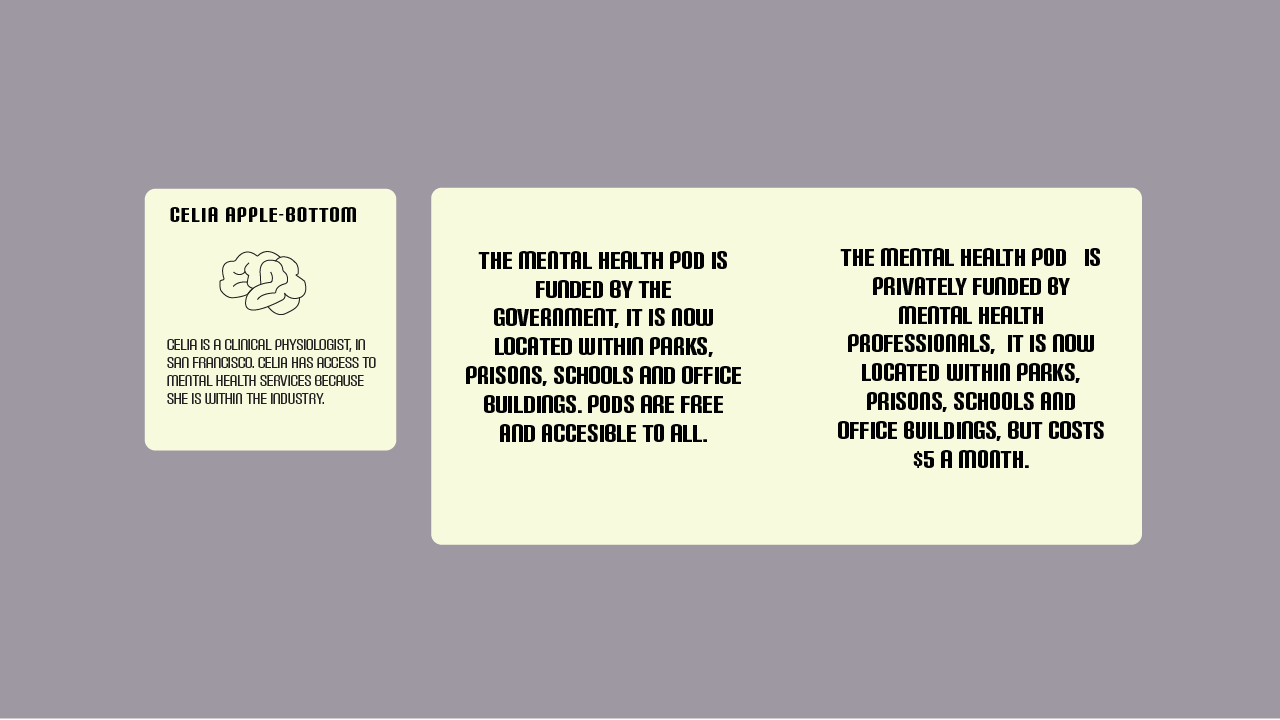 CELIA APPLE-BOTTOM
CELIA IS A CLINICAL PHYSIOLOGIST, IN
SAN FRANCISCO. CELIA HAS ACCESS TO
MENTAL HEALTH SERVICES BECAUSE
SHE IS WITHIN THE INDUSTRY.
THE MENTAL HEALTH POD IS
FUNDED BY THE
GOVERNMENT, IT IS NOW
LOCATED WITHIN PARKS,
PRISONS, SCHOOLS AND OFFICE
BUILDINGS. PODS ARE FREE
AND ACCESIBLE TO ALL.
THE MENTAL HEALTH POD IS
PRIVATELY FUNDED BY
MENTAL HEALTH
PROFESSIONALS, IT IS NOW
LOCATED WITHIN PARKS,
PRISONS, SCHOOLS AND
OFFICE BUILDINGS, BUT COSTS
$5 A MONTH.